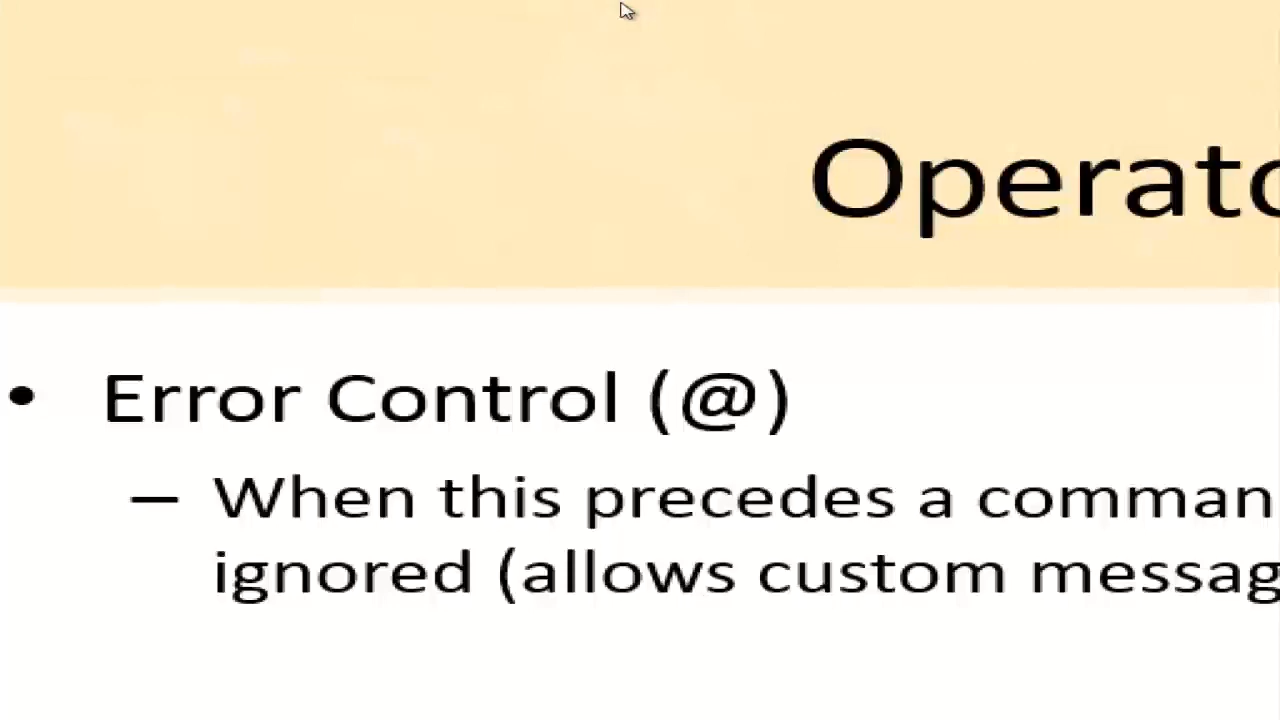 Operato
• Error Control (@)
– When this precedes a comman
ignored (allows custom messag